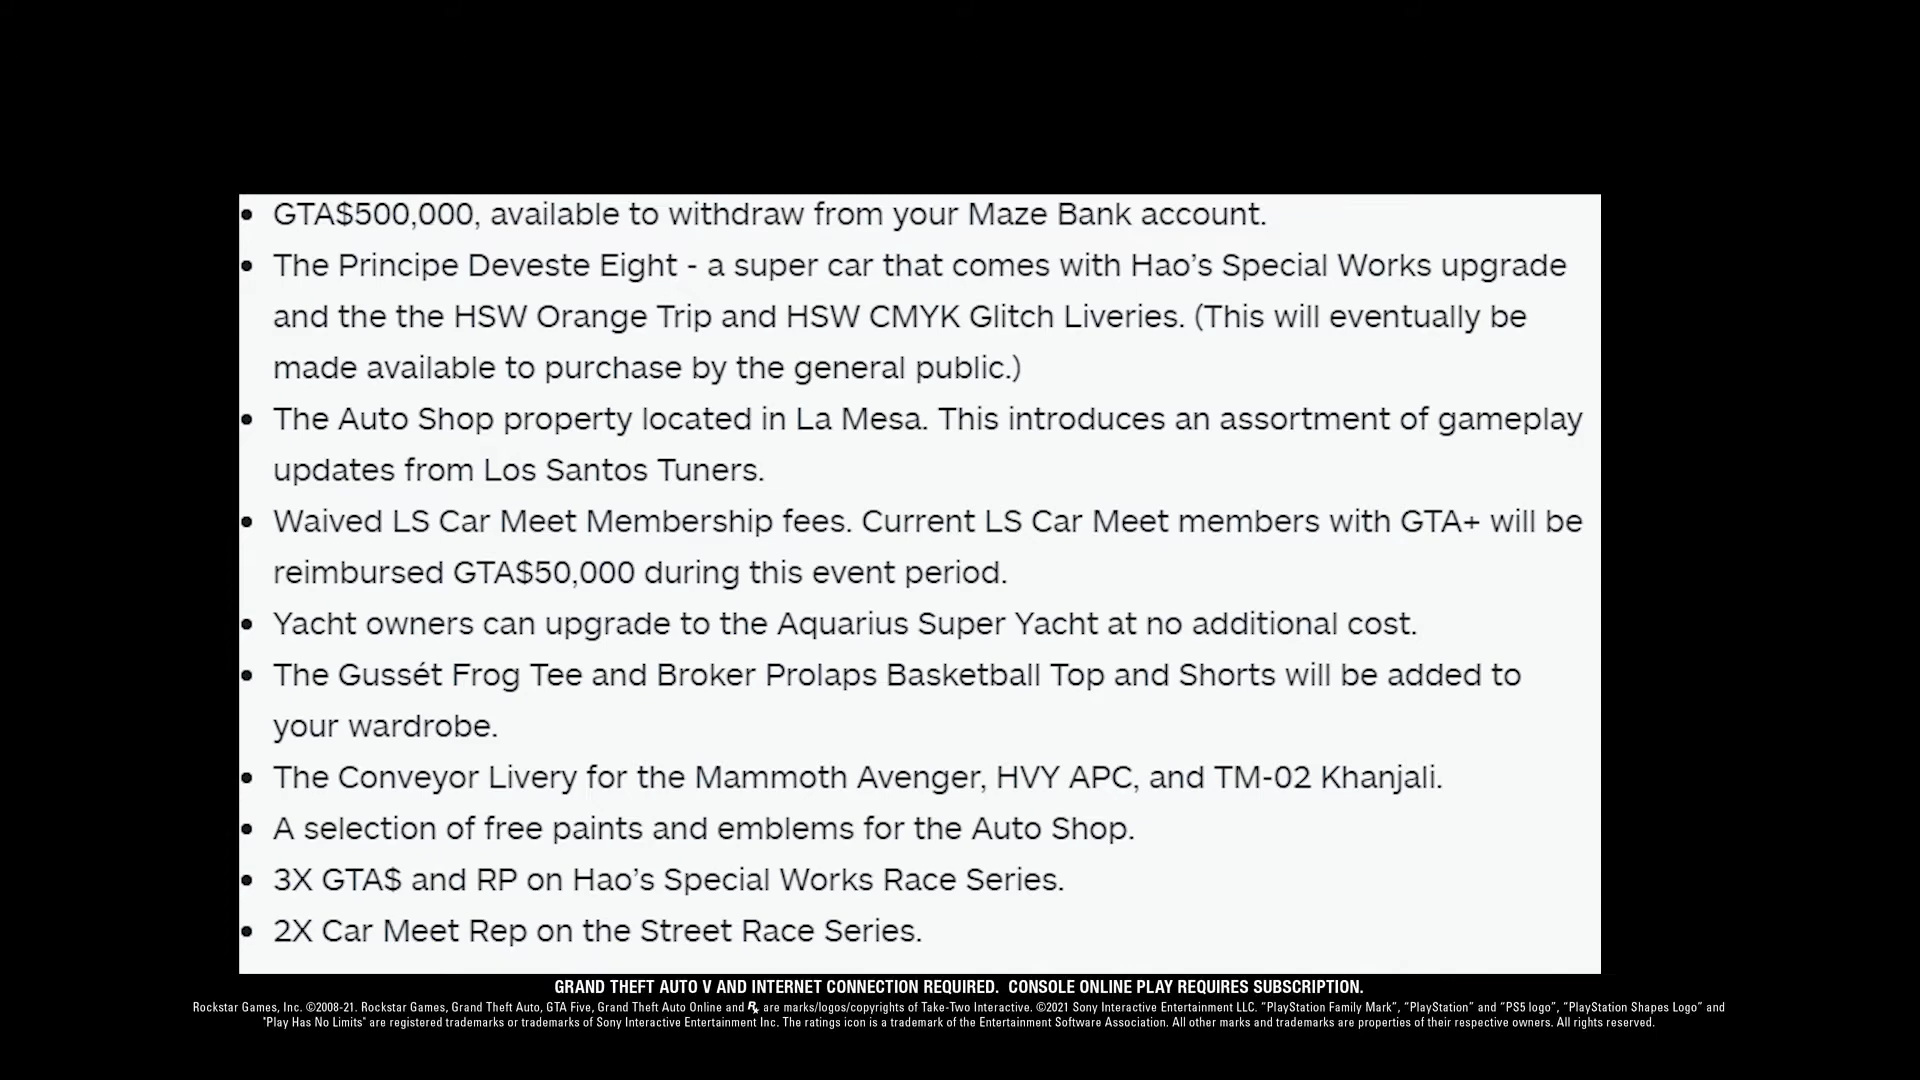 • GTA$500,000, available to withdraw from your Maze Bank account.
• The Principe Deveste Eight - a super car that comes with Hao’s Special Works upgrade
and the the HSW Orange Trip and HSW CMYK Glitch Liveries. (This will eventually be
made available to purchase by the general public.)
• The Auto Shop property located in La Mesa. This introduces an assortment of gameplay
updates from Los Santos Tuners.
• Waived LS Car Meet Membership fees. Current LS Car Meet members with GTA+ will be
reimbursed GTA$50,000 during this event period.
• Yacht owners can upgrade to the Aquarius Super Yacht at no additional cost.
• The Gussét Frog Tee and Broker Prolaps Basketball Top and Shorts will be added to
your wardrobe.
• The Conveyor Livery for the Mammoth Avenger, HVY APC, and TM-02 Khanjali.
• A selection of free paints and emblems for the Auto Shop.
• 3X GTA$ and RP on Hao’s Special Works Race Series.
• 2X Car Meet Rep on the Street Race Series.
GRAND THEFT AUTO V AND INTERNET CONNECTION REQUIRED. CONSOLE ONLINE PLAY REQUIRES SUBSCRIPTION.
Rockstar Games, Inc. ©2008-21. Rockstar Games, Grand Theft Auto, GTA Five, Grand Theft Auto Online and R* are marks/logos/copyrights of Take-Two Interactive. ©2021 Sony Interactive Entertainment LLC. “PlayStation Family Mark”, “PlayStation” and “PS5 logo”, “PlayStation Shapes Logo” and
"Play Has No Limits" are registered trademarks or trademarks of Sony Interactive Entertainment Inc. The ratings icon is a trademark of the Entertainment Software Association. All other marks and trademarks are properties of their respective owners. All rights reserved.